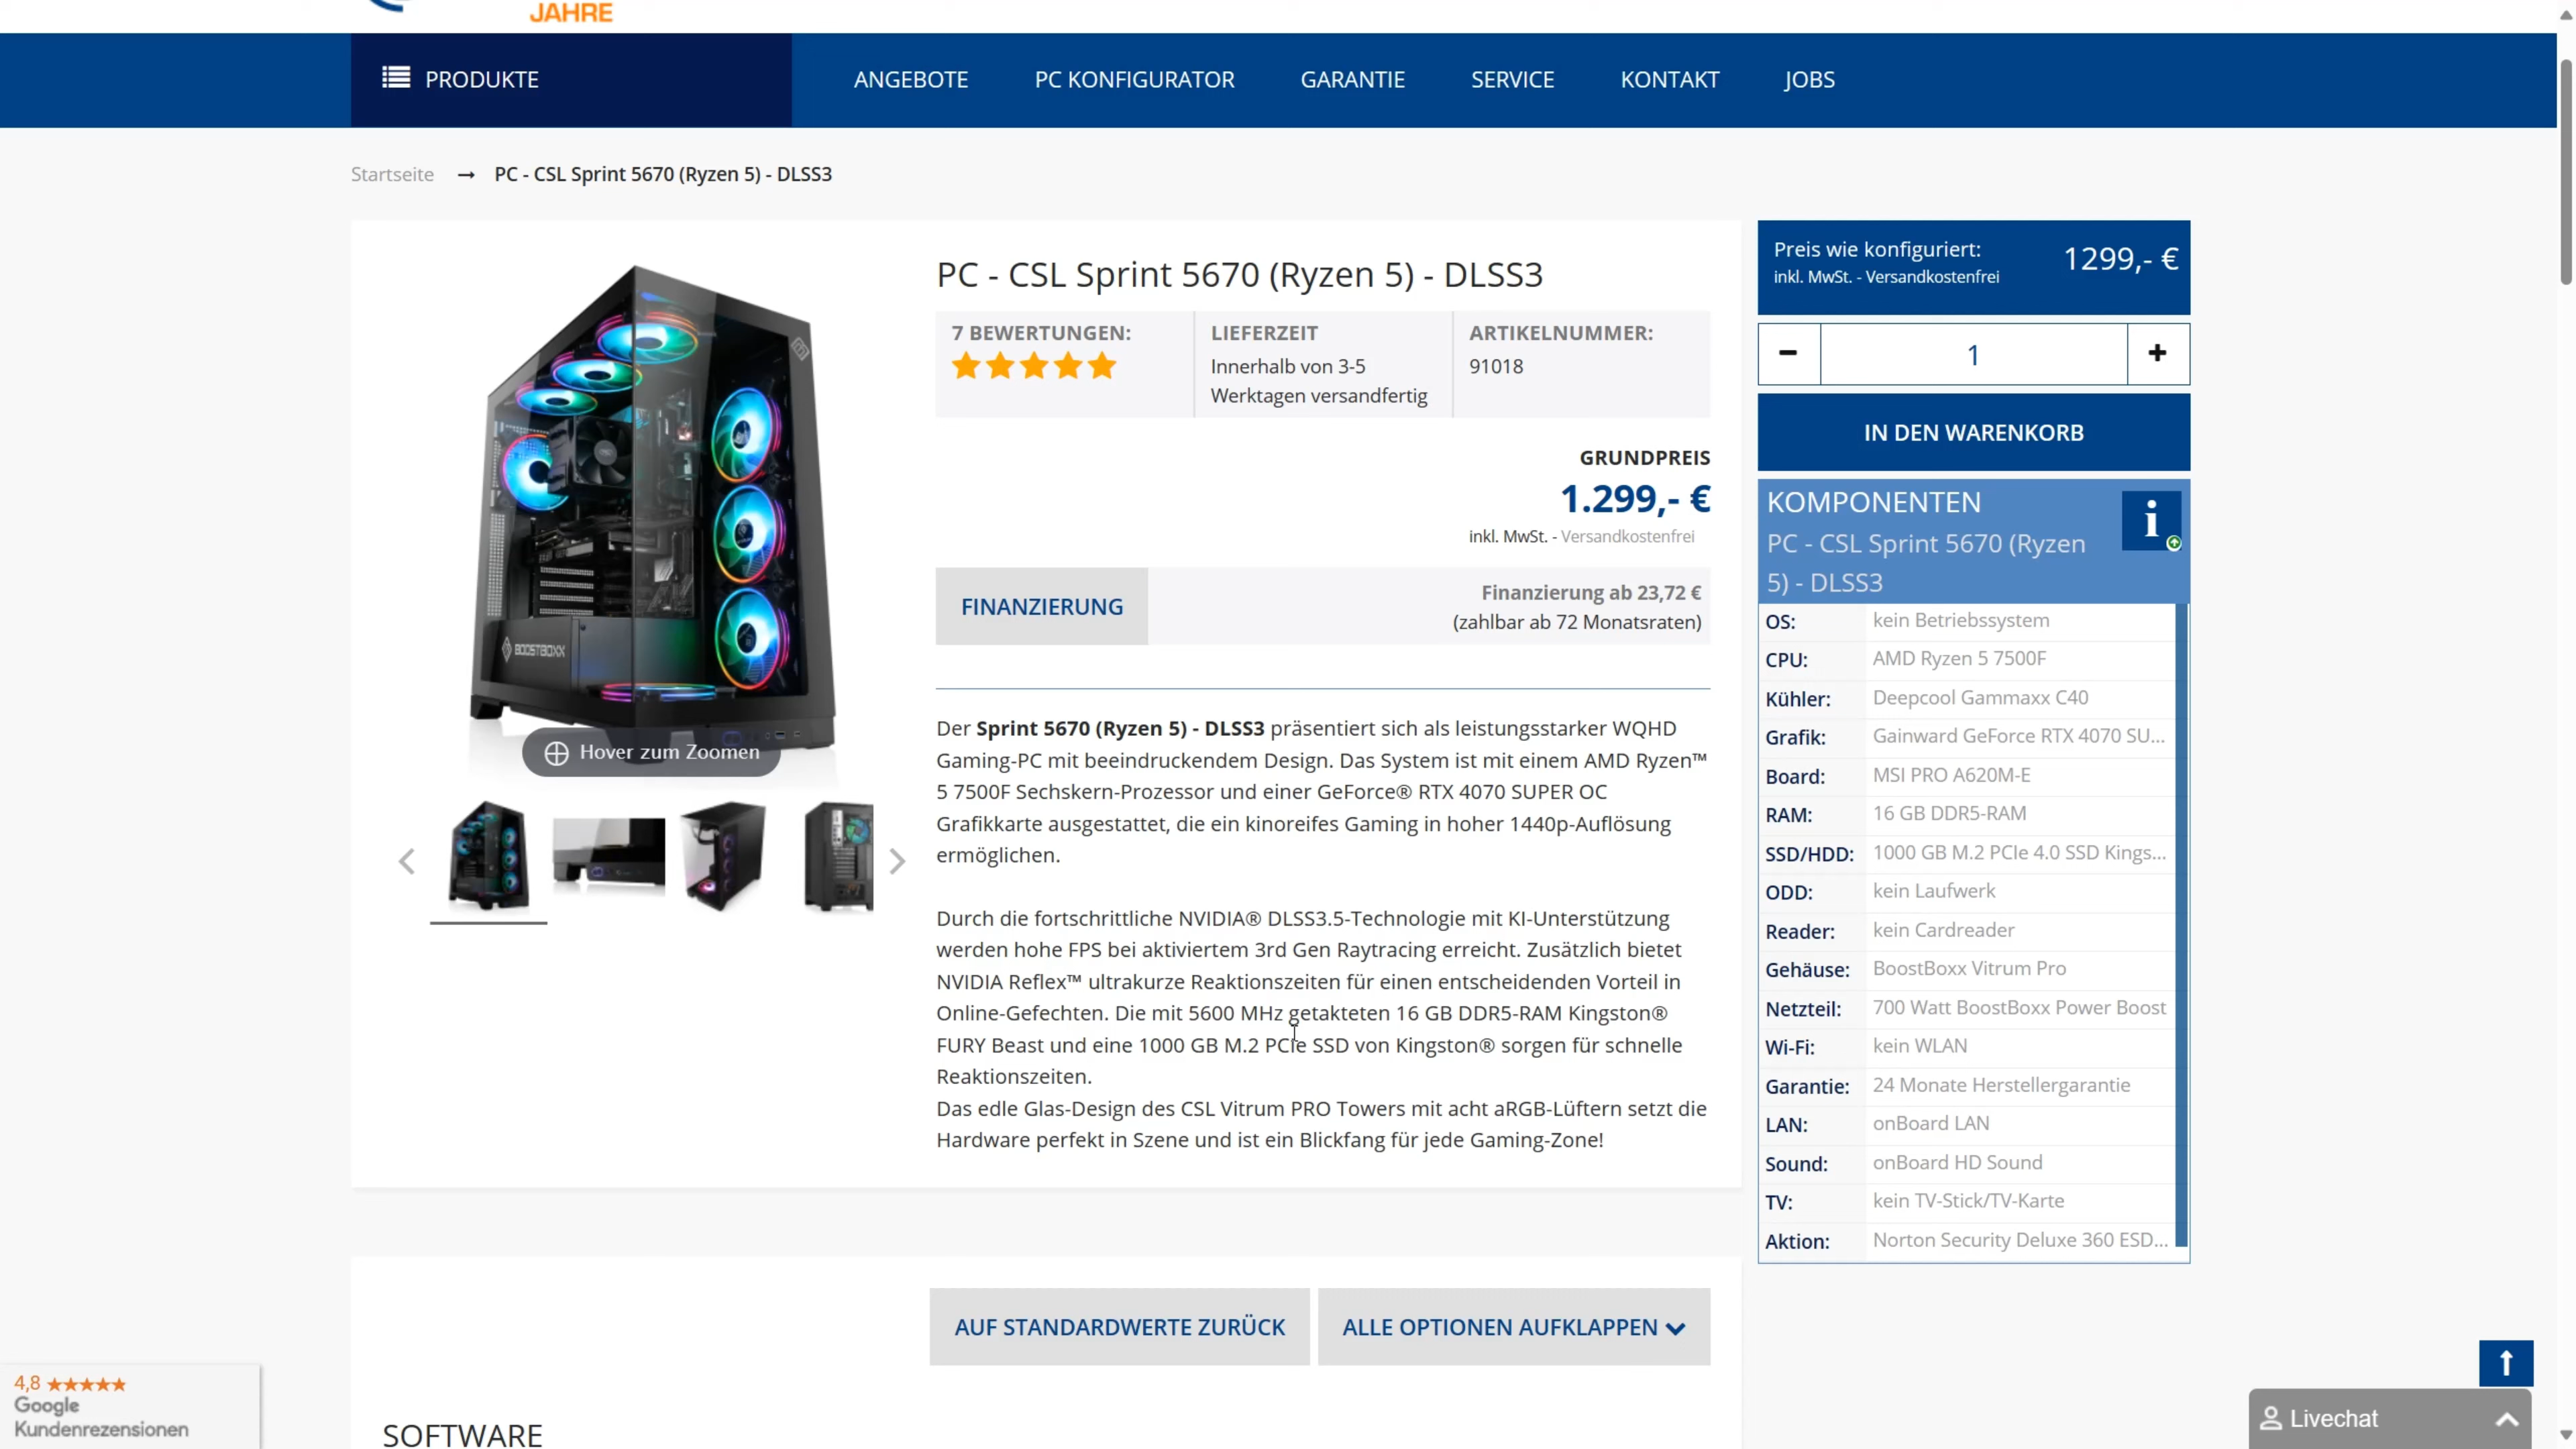 JAHRE
PRODUKTE
ANGEBOTE
PC KONFIGURATOR
GARANTIE
SERVICE
KONTAKT
JOBS
Startseite → PC - CSL Sprint 5670 (Ryzen 5) - DLSS3
BOOSTBOXX
Hover zum Zoomen
PC - CSL Sprint 5670 (Ryzen 5) - DLSS3
7 BEWERTUNGEN:
LIEFERZEIT
Innerhalb von 3-5
Werktagen versandfertig
ARTIKELNUMMER:
91018
GRUNDPREIS
1.299,- €
inkl. MwSt. - Versandkostenfrei
FINANZIERUNG
Finanzierung ab 23,72 €
(zahlbar ab 72 Monatsraten)
Der Sprint 5670 (Ryzen 5) - DLSS3 präsentiert sich als leistungsstarker WQHD
Gaming-PC mit beeindruckendem Design. Das System ist mit einem AMD Ryzen™
5 7500F Sechskern-Prozessor und einer GeForce® RTX 4070 SUPER OC
Grafikkarte ausgestattet, die ein kinoreifes Gaming in hoher 1440p-Auflösung
ermöglichen.
Durch die fortschrittliche NVIDIA® DLSS3.5-Technologie mit KI-Unterstützung
werden hohe FPS bei aktiviertem 3rd Gen Raytracing erreicht. Zusätzlich bietet
NVIDIA Reflex™ ultrakurze Reaktionszeiten für einen entscheidenden Vorteil in
Online-Gefechten. Die mit 5600 MHz getakteten 16 GB DDR5-RAM Kingston®
FURY Beast und eine 1000 GB M.2 PCIe SSD von Kingston® sorgen für schnelle
Reaktionszeiten.
Das edle Glas-Design des CSL Vitrum PRO Towers mit acht aRGB-Lüftern setzt die
Hardware perfekt in Szene und ist ein Blickfang für jede Gaming-Zone!
Preis wie konfiguriert:
inkl. MwSt. - Versandkostenfrei
1299,- €
− 1 +
IN DEN WARENKORB
KOMPONENTEN
PC - CSL Sprint 5670 (Ryzen
5) - DLSS3
i
OS: kein Betriebssystem
CPU: AMD Ryzen 5 7500F
Kühler: Deepcool Gammaxx C40
Grafik: Gainward GeForce RTX 4070 SU...
Board: MSI PRO A620M-E
RAM: 16 GB DDR5-RAM
SSD/HDD: 1000 GB M.2 PCIe 4.0 SSD Kings...
ODD: kein Laufwerk
Reader: kein Cardreader
Gehäuse: BoostBoxx Vitrum Pro
Netzteil: 700 Watt BoostBoxx Power Boost
Wi-Fi: kein WLAN
Garantie: 24 Monate Herstellergarantie
LAN: onBoard LAN
Sound: onBoard HD Sound
TV: kein TV-Stick/TV-Karte
Aktion: Norton Security Deluxe 360 ESD...
AUF STANDARDWERTE ZURÜCK
ALLE OPTIONEN AUFKLAPPEN
SOFTWARE
4,8 ★★★★★
Google
Kundenrezensionen
Livechat